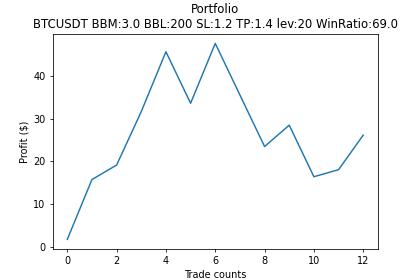 Portfolio
BTCUSDT BBM:3.0 BBL:200 SL:1.2 TP:1.4 lev:20 WinRatio:69.0
40
30
20
10
0
Profit ($)
0 2 4 6 8 10 12
Trade counts